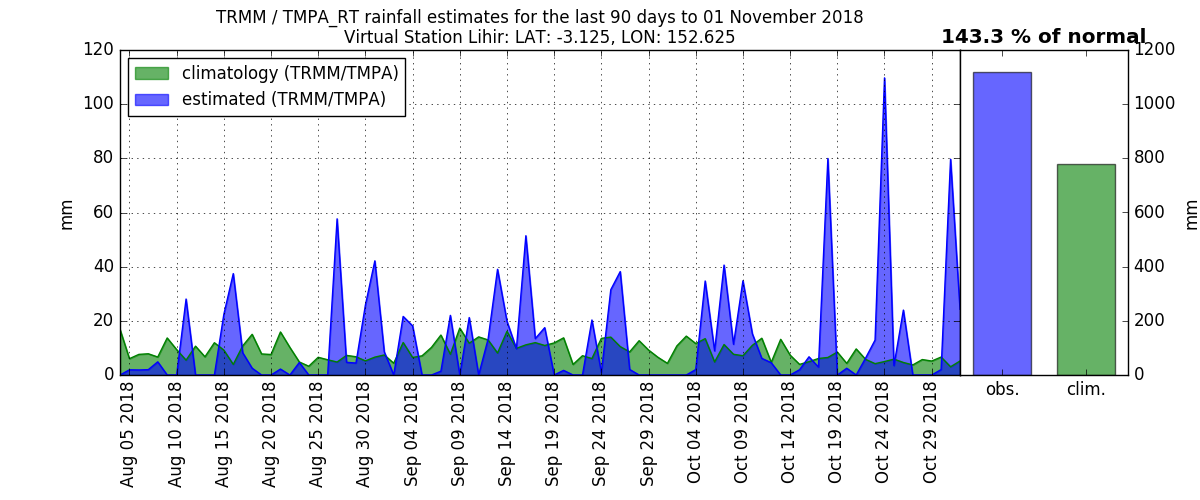 TRMM / TMPA_RT rainfall estimates for the last 90 days to 01 November 2018
Virtual Station Lihir: LAT: -3.125, LON: 152.625
143.3 % of normal
climatology (TRMM/TMPA)
estimated (TRMM/TMPA)
120
100
80
60
40
20
0
mm
1200
1000
800
600
400
200
0
mm
Aug 05 2018
Aug 10 2018
Aug 15 2018
Aug 20 2018
Aug 25 2018
Aug 30 2018
Sep 04 2018
Sep 09 2018
Sep 14 2018
Sep 19 2018
Sep 24 2018
Sep 29 2018
Oct 04 2018
Oct 09 2018
Oct 14 2018
Oct 19 2018
Oct 24 2018
Oct 29 2018
obs.
clim.